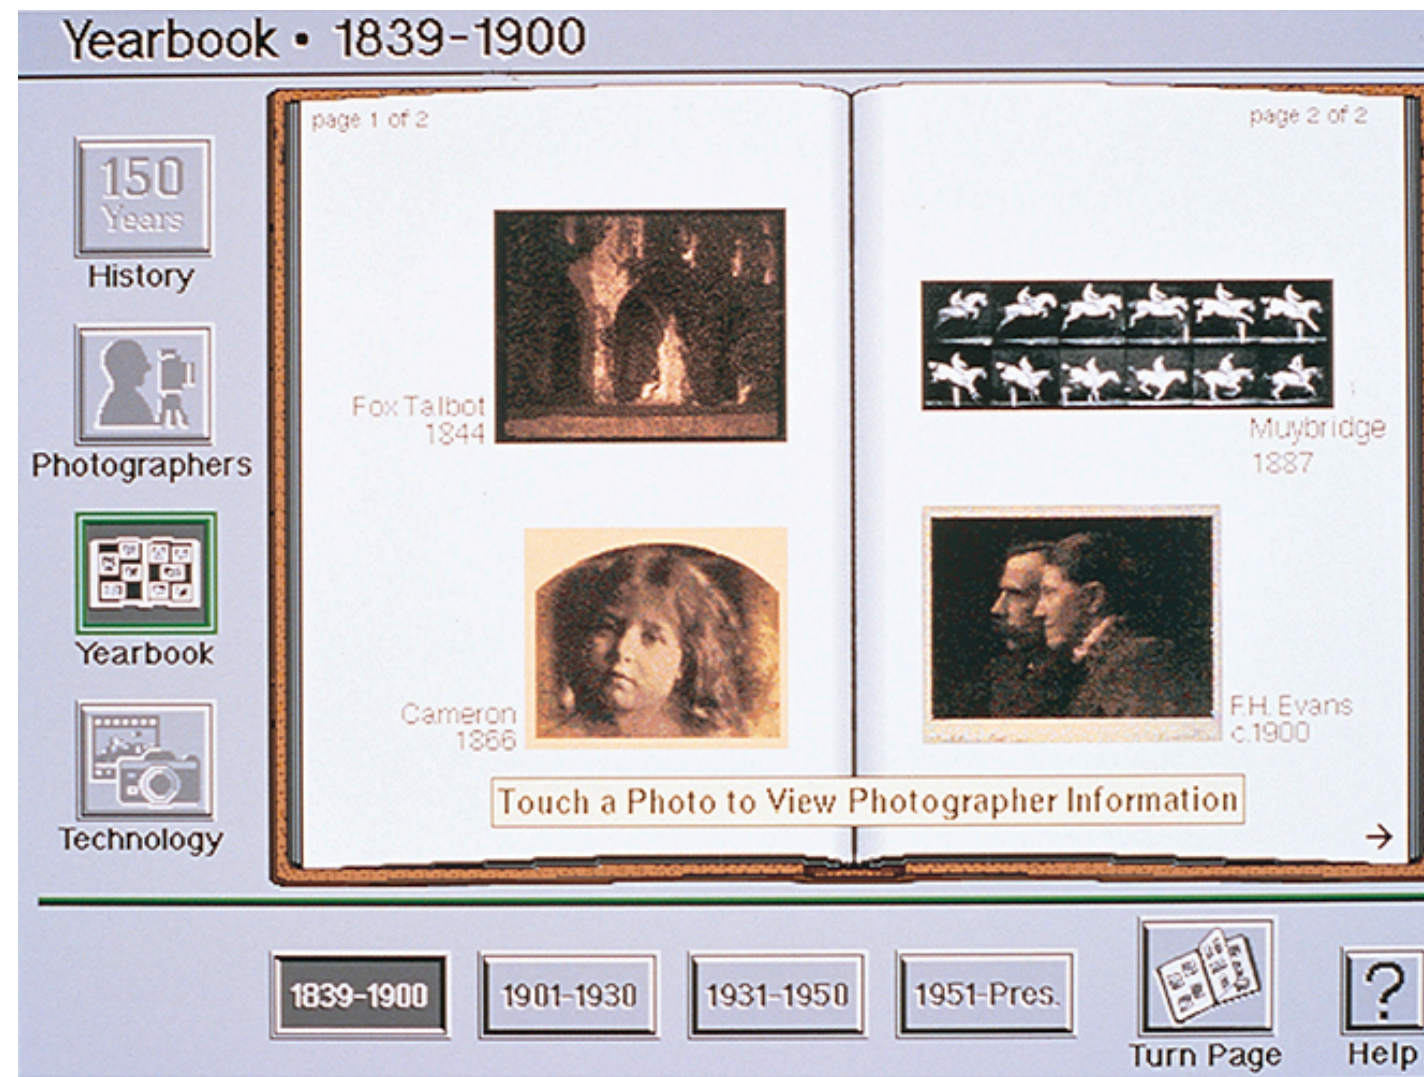 Yearbook • 1839-1900
page 1 of 2
page 2 of 2
150
Years
History
Photographers
Yearbook
Technology
Fox Talbot
1844
Muybridge
1887
Cameron
1866
F.H. Evans
c.1900
Touch a Photo to View Photographer Information
→
1839-1900
1901-1930
1931-1950
1951-Pres.
Turn Page
?
Help